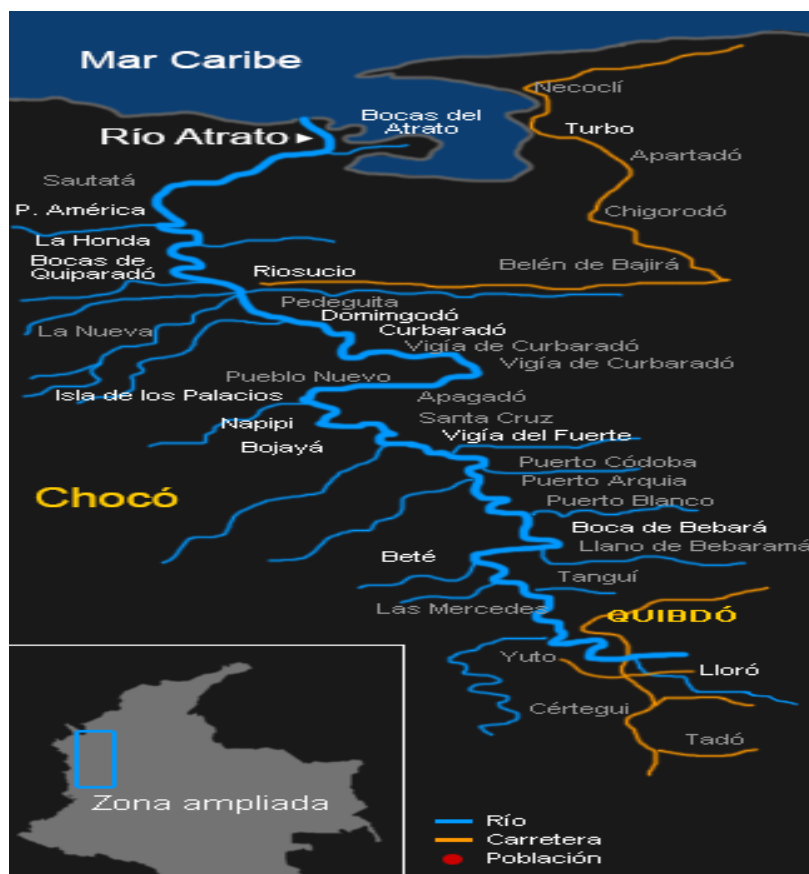 Mar Caribe
Necoclí
Bocas del
Atrato
Río Atrato
Turbo
Apartadó
Sautatá
P. América
Chigorodó
La Honda
Bocas de
Quiparadó
Riosucio
Belén de Bajirá
Pedeguita
Domimgodó
La Nueva
Curbaradó
Vigía de Curbaradó
Vigía de Curbaradó
Pueblo Nuevo
Isla de los Palacios
Apagadó
Santa Cruz
Napipi
Vigía del Fuerte
Bojayá
Puerto Códoba
Puerto Arquia
Chocó
Puerto Blanco
Boca de Bebará
Llano de Bebaramá
Beté
Tanguí
Las Mercedes
QUIBDÓ
Yuto
Lloró
Cértegui
Tadó
Zona ampliada
Río
Carretera
Población